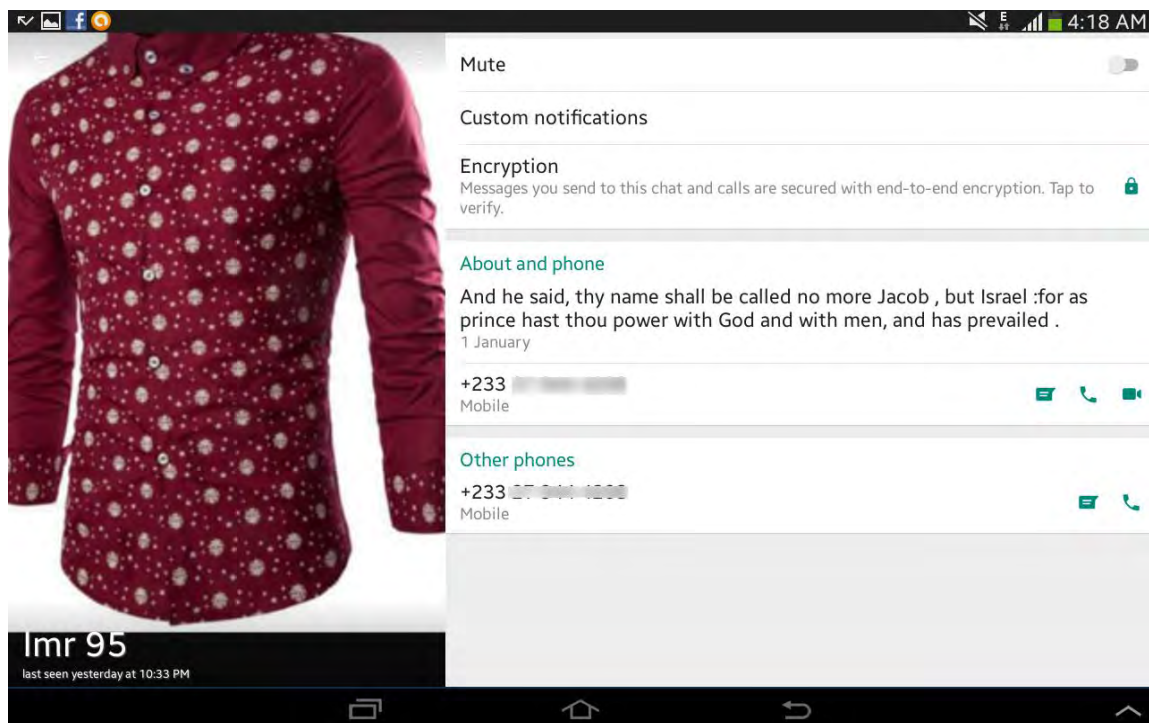 4:18 AM
Mute
Custom notifications
Encryption
Messages you send to this chat and calls are secured with end-to-end encryption. Tap to
verify.
About and phone
And he said, thy name shall be called no more Jacob , but Israel :for as
prince hast thou power with God and with men, and has prevailed .
1 January
+233
Mobile
Other phones
+233
Mobile
lmr 95
last seen yesterday at 10:33 PM